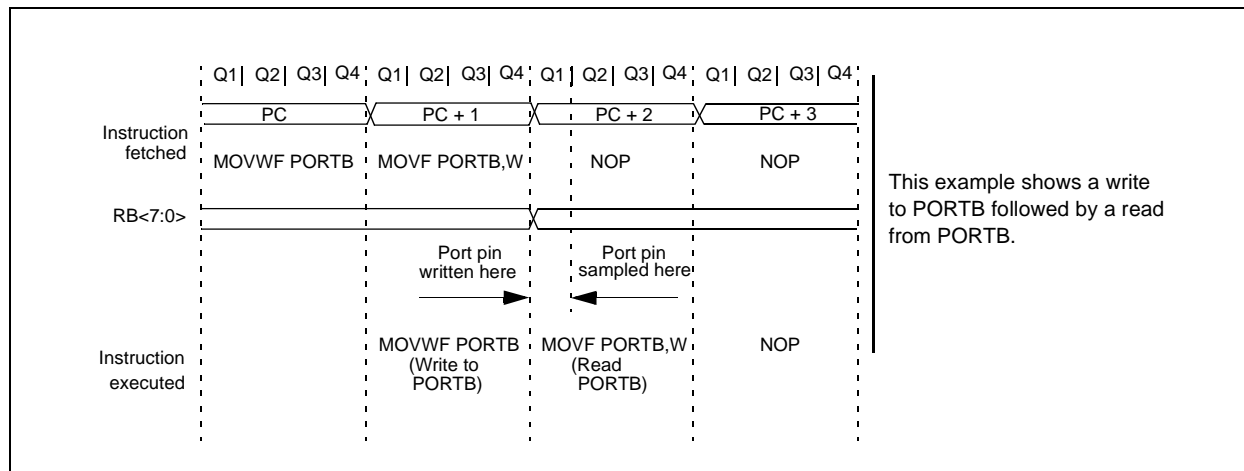 Q1 Q2 Q3 Q4 Q1 Q2 Q3 Q4 Q1 Q2 Q3 Q4 Q1 Q2 Q3 Q4
PC PC + 1 PC + 2 PC + 3
Instruction
fetched
MOVWF PORTB MOVF PORTB,W NOP NOP
RB<7:0>
This example shows a write
to PORTB followed by a read
from PORTB.
Port pin
written here
Port pin
sampled here
Instruction
executed
MOVWF PORTB
(Write to
PORTB)
MOVF PORTB,W
(Read
PORTB)
NOP